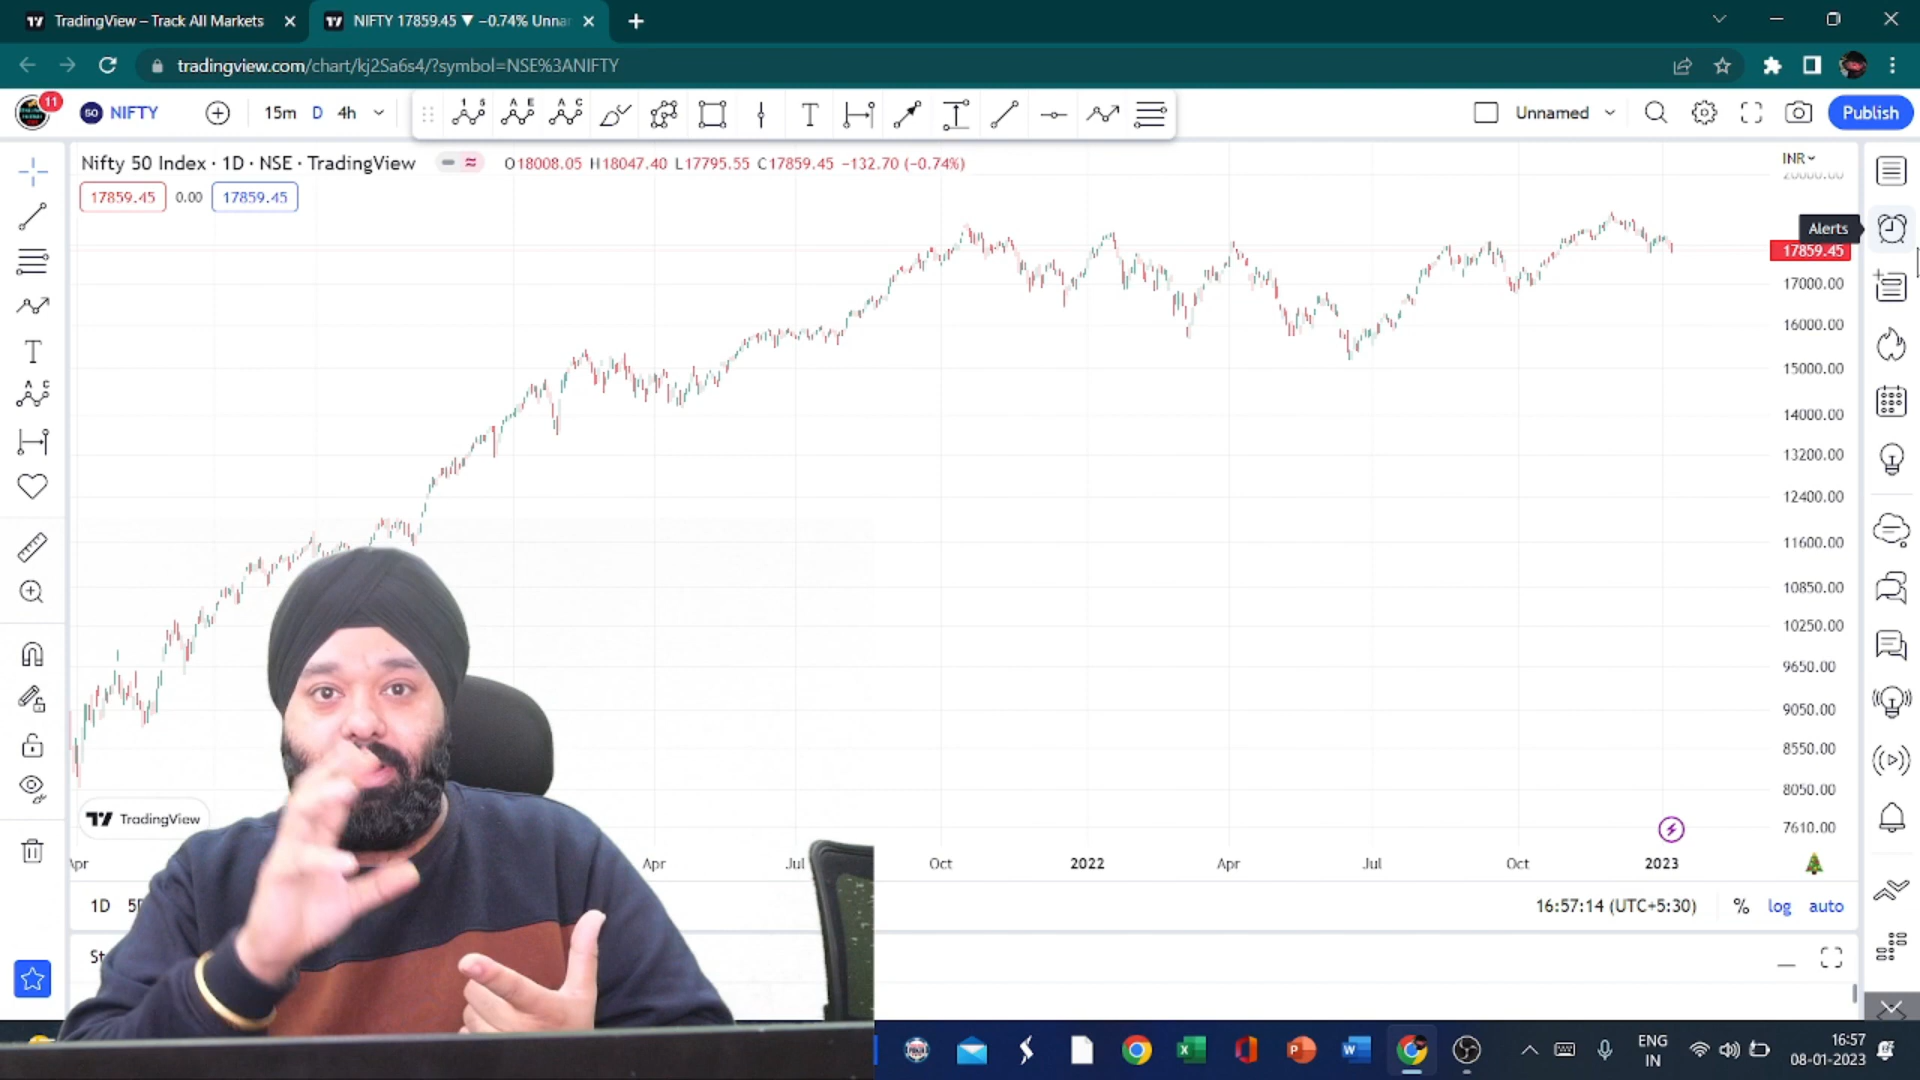 TradingView – Track All Markets
NIFTY 17859.45 ▼ −0.74% Unna
tradingview.com/chart/kj2Sa6s4/?symbol=NSE%3ANIFTY
11
50 NIFTY
15m D 4h
Unnamed
Publish
Nifty 50 Index · 1D · NSE · TradingView
O18008.05 H18047.40 L17795.55 C17859.45 −132.70 (−0.74%)
17859.45 0.00 17859.45
INR
20000.00
Alerts
17859.45
17000.00
16000.00
15000.00
14000.00
13200.00
12400.00
11600.00
10850.00
10250.00
9650.00
9050.00
8550.00
8050.00
7610.00
TradingView
Apr Apr Jul Oct 2022 Apr Jul Oct 2023
1D
16:57:14 (UTC+5:30) % log auto
ENG
IN
16:57
08-01-2023